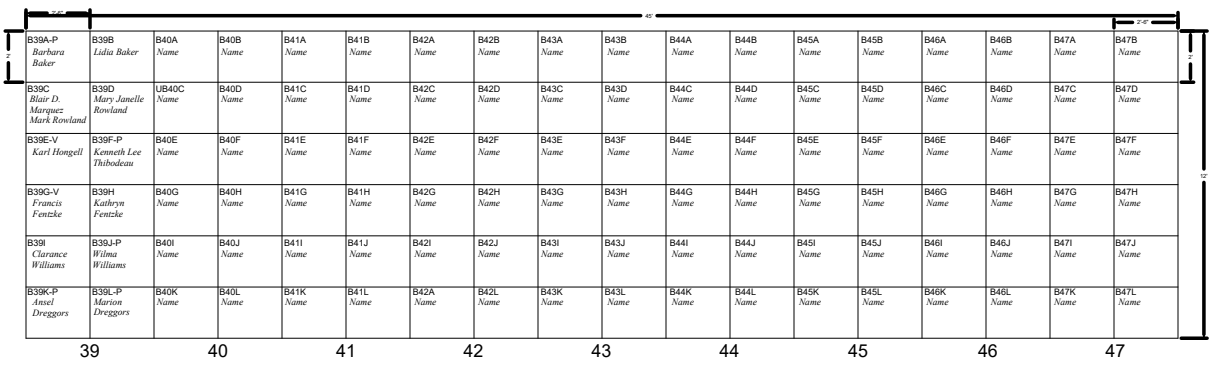 2'-6" 45' 2'-6"
B39A-P B39B B40A B40B B41A B41B B42A B42B B43A B43B B44A B44B B45A B45B B46A B46B B47A B47B
Barbara Lidia Baker Name Name Name Name Name Name Name Name Name Name Name Name Name Name Name Name
Baker
2' 2'
B39C B39D UB40C B40D B41C B41D B42C B42D B43C B43D B44C B44D B45C B45D B46C B46D B47C B47D
Blair D. Mary Janelle Name Name Name Name Name Name Name Name Name Name Name Name Name Name Name Name
Marquez Rowland
Mark Rowland
B39E-V B39F-P B40E B40F B41E B41F B42E B42F B43E B43F B44E B44F B45E B45F B46E B46F B47E B47F
Karl Hongell Kenneth Lee Name Name Name Name Name Name Name Name Name Name Name Name Name Name Name Name
Thibodeau
12'
B39G-V B39H B40G B40H B41G B41H B42G B42H B43G B43H B44G B44H B45G B45H B46G B46H B47G B47H
Francis Kathryn Name Name Name Name Name Name Name Name Name Name Name Name Name Name Name Name
Fentzke Fentzke
B39I B39J-P B40I B40J B41I B41J B42I B42J B43I B43J B44I B44J B45I B45J B46I B46J B47I B47J
Clarance Wilma Name Name Name Name Name Name Name Name Name Name Name Name Name Name Name Name
Williams Williams
B39K-P B39L-P B40K B40L B41K B41L B42A B42L B43K B43L B44K B44L B45K B45L B46K B46L B47K B47L
Ansel Marion Name Name Name Name Name Name Name Name Name Name Name Name Name Name Name Name
Dreggors Dreggors
39 40 41 42 43 44 45 46 47